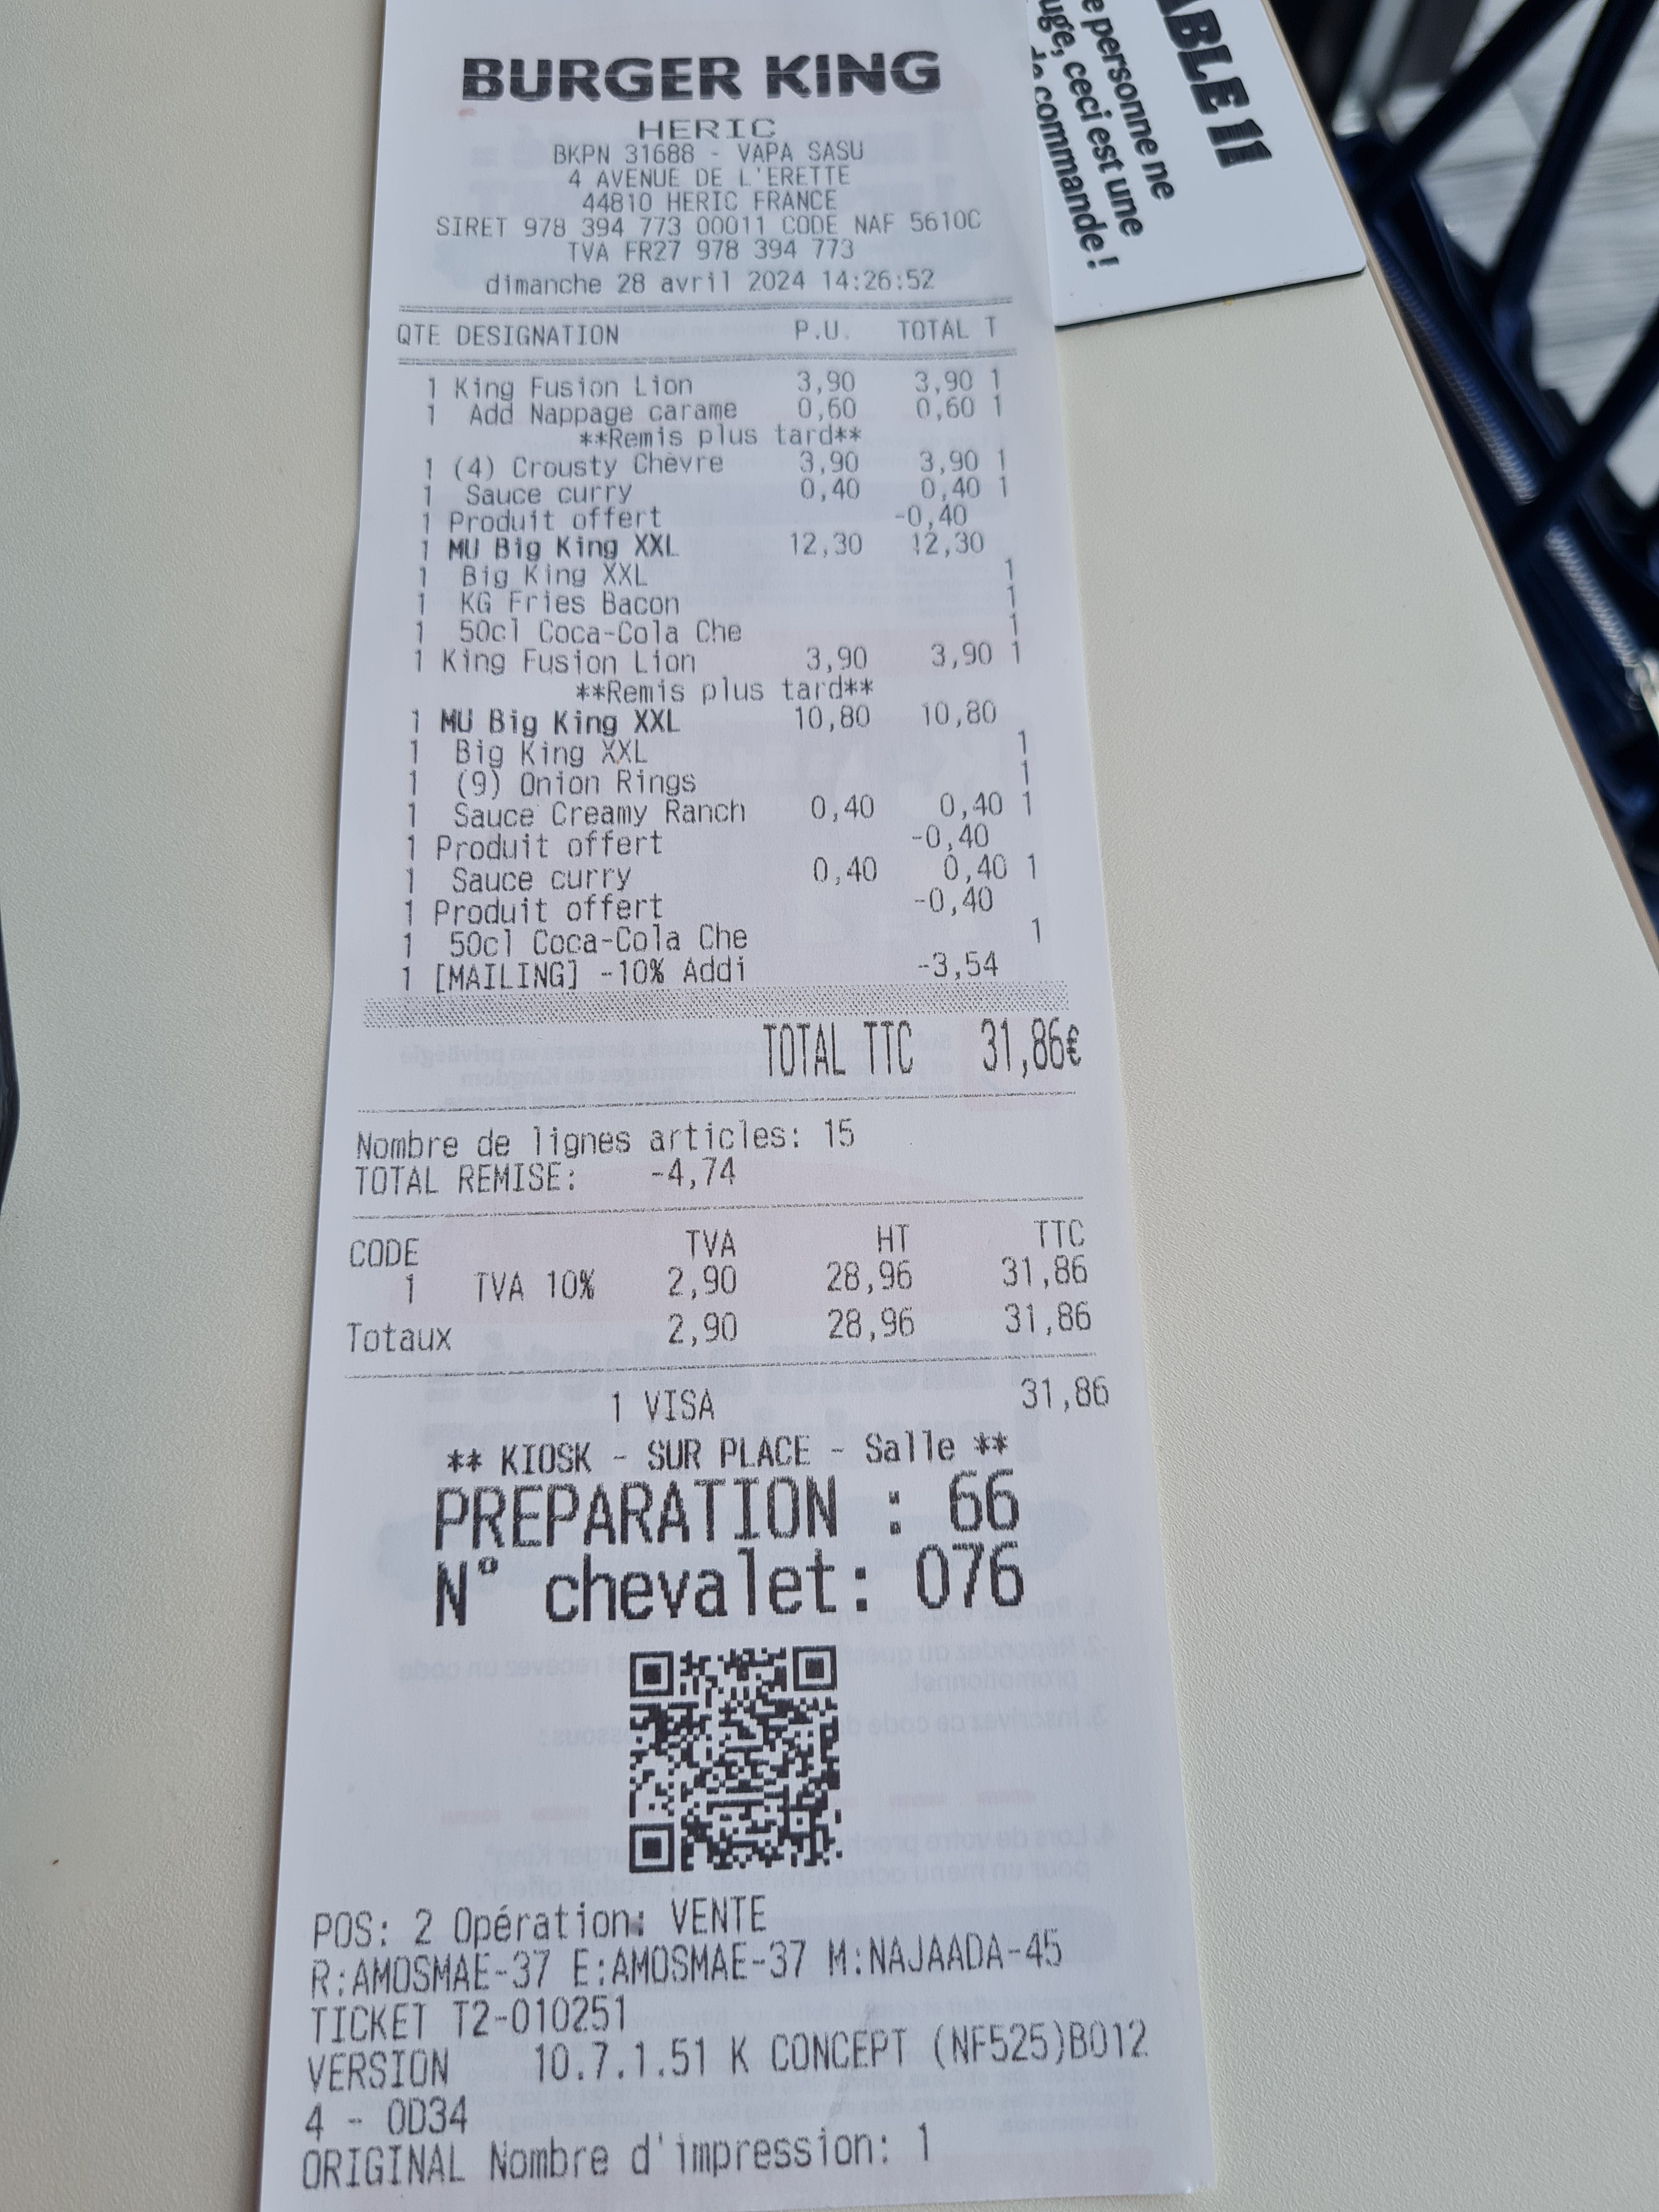 BURGER KING
HERIC
BKPN 31688 - VAPA SASU
4 AVENUE DE L'ERETTE
44810 HERIC FRANCE
SIRET 978 394 773 00011 CODE NAF 5610C
TVA FR27 978 394 773
dimanche 28 avril 2024 14:26:52
QTE DESIGNATION P.U. TOTAL T
1 King Fusion Lion 3,90 3,90 1
1 Add Nappage carame 0,60 0,60 1
**Remis plus tard**
1 (4) Crousty Chèvre 3,90 3,90 1
1 Sauce curry 0,40 0,40 1
1 Produit offert -0,40
1 MU Big King XXL 12,30 12,30
1 Big King XXL 1
1 KG Fries Bacon 1
1 50cl Coca-Cola Che 1
1 King Fusion Lion 3,90 3,90 1
**Remis plus tard**
1 MU Big King XXL 10,80 10,80
1 Big King XXL 1
1 (9) Onion Rings 1
1 Sauce Creamy Ranch 0,40 0,40 1
1 Produit offert -0,40
1 Sauce curry 0,40 0,40 1
1 Produit offert -0,40
1 50cl Coca-Cola Che 1
1 [MAILING] -10% Addi -3,54
TOTAL TTC 31,86€
Nombre de lignes articles: 15
TOTAL REMISE: -4,74
CODE TVA HT TTC
1 TVA 10% 2,90 28,96 31,86
Totaux 2,90 28,96 31,86
1 VISA 31,86
** KIOSK - SUR PLACE - Salle **
PREPARATION : 66
N° chevalet: 076
POS: 2 Opération: VENTE
R:AMOSMAE-37 E:AMOSMAE-37 M:NAJAADA-45
TICKET T2-010251
VERSION 10.7.1.51 K CONCEPT (NF525)B012
4 - OD34
ORIGINAL Nombre d'impression: 1
ABLE 11
personne ne
uge, ceci est une
commande !